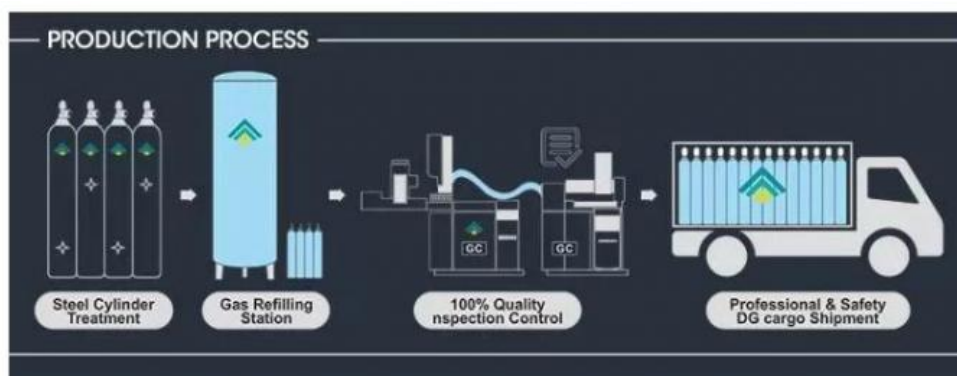 PRODUCTION PROCESS
GC
GC
Steel Cylinder
Treatment
Gas Refilling
Station
100% Quality
nspection Control
Professional & Safety
DG cargo Shipment